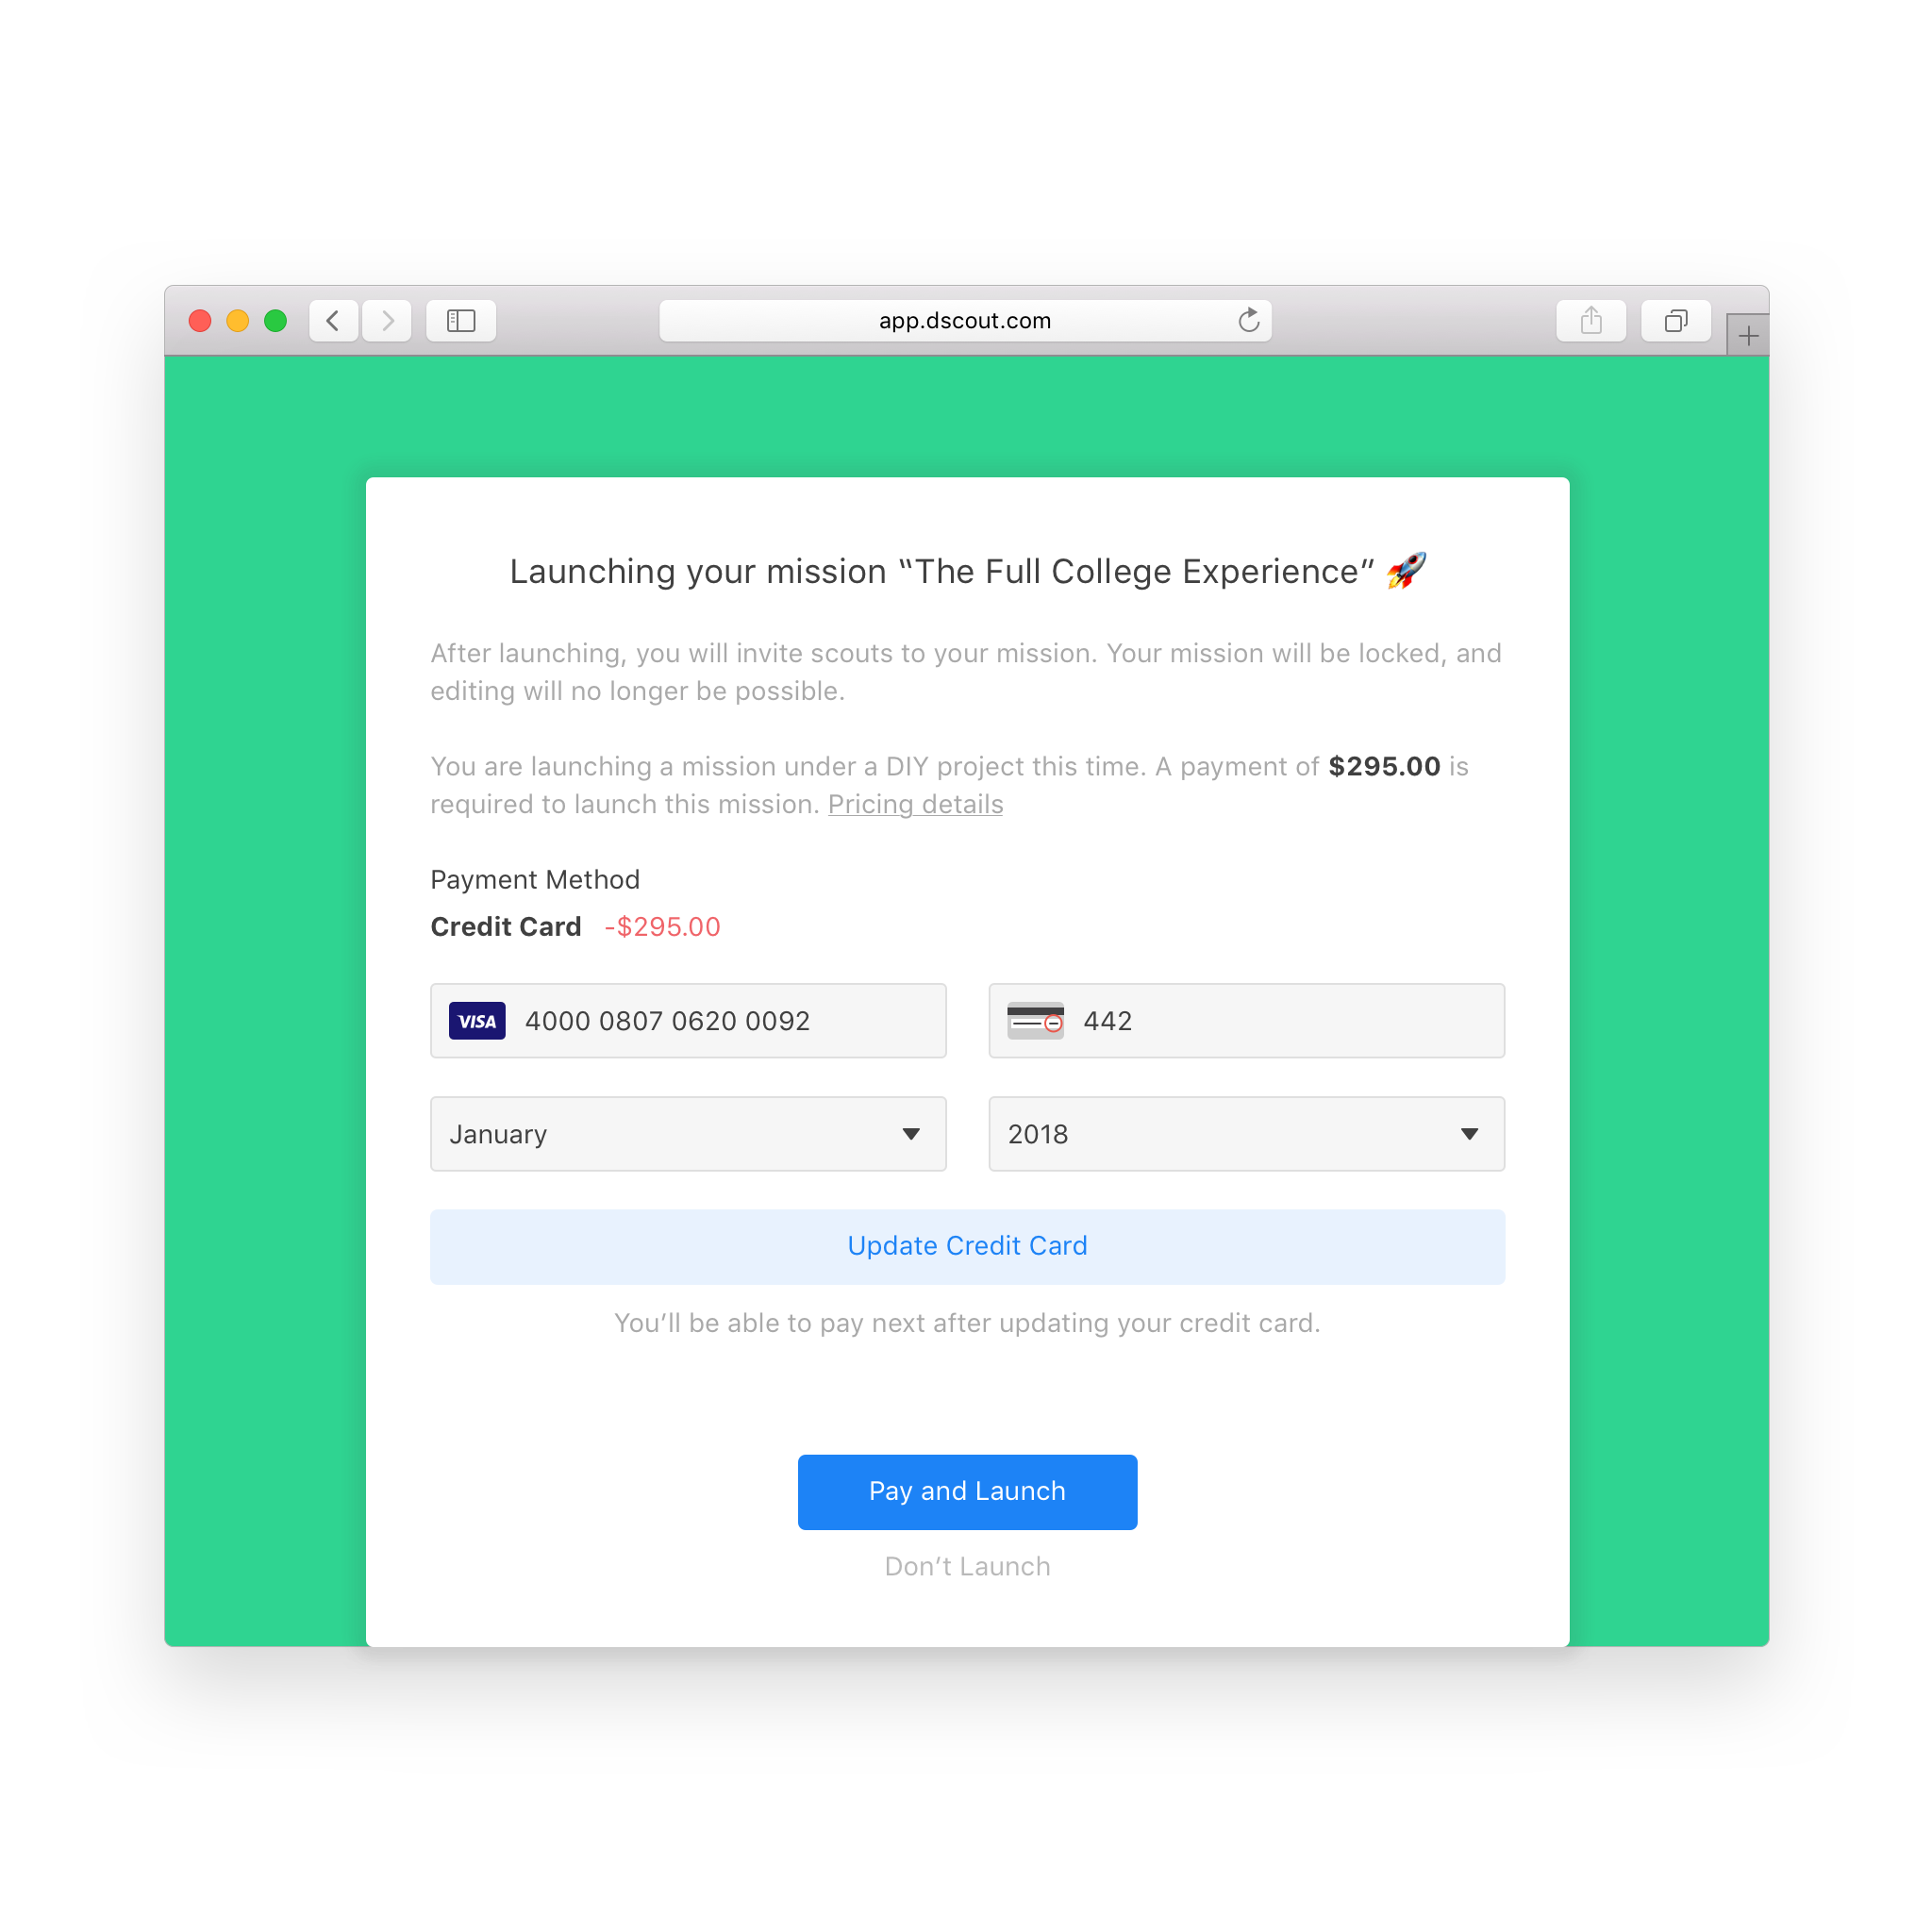 app.dscout.com
Launching your mission “The Full College Experience” 🚀
After launching, you will invite scouts to your mission. Your mission will be locked, and
editing will no longer be possible.
You are launching a mission under a DIY project this time. A payment of $295.00 is
required to launch this mission. Pricing details
Payment Method
Credit Card -$295.00
VISA 4000 0807 0620 0092
442
January
2018
Update Credit Card
You’ll be able to pay next after updating your credit card.
Pay and Launch
Don’t Launch